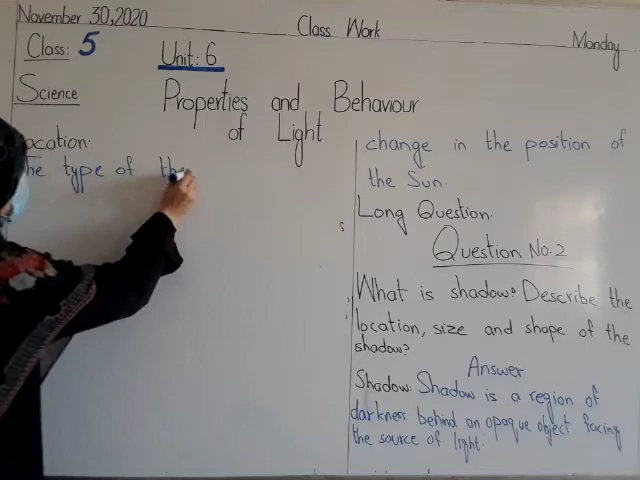 November 30,2020
Class Work
Monday
Class: 5
Unit: 6
Science
Properties and Behaviour
of Light
ocation:
he type of the
change in the position of
the Sun.
Long Question.
Question No.2
What is shadow? Describe the
location, size and shape of the
shadow?
Answer
Shadow: Shadow is a region of
darkness behind an opaque object facing
the source of light.